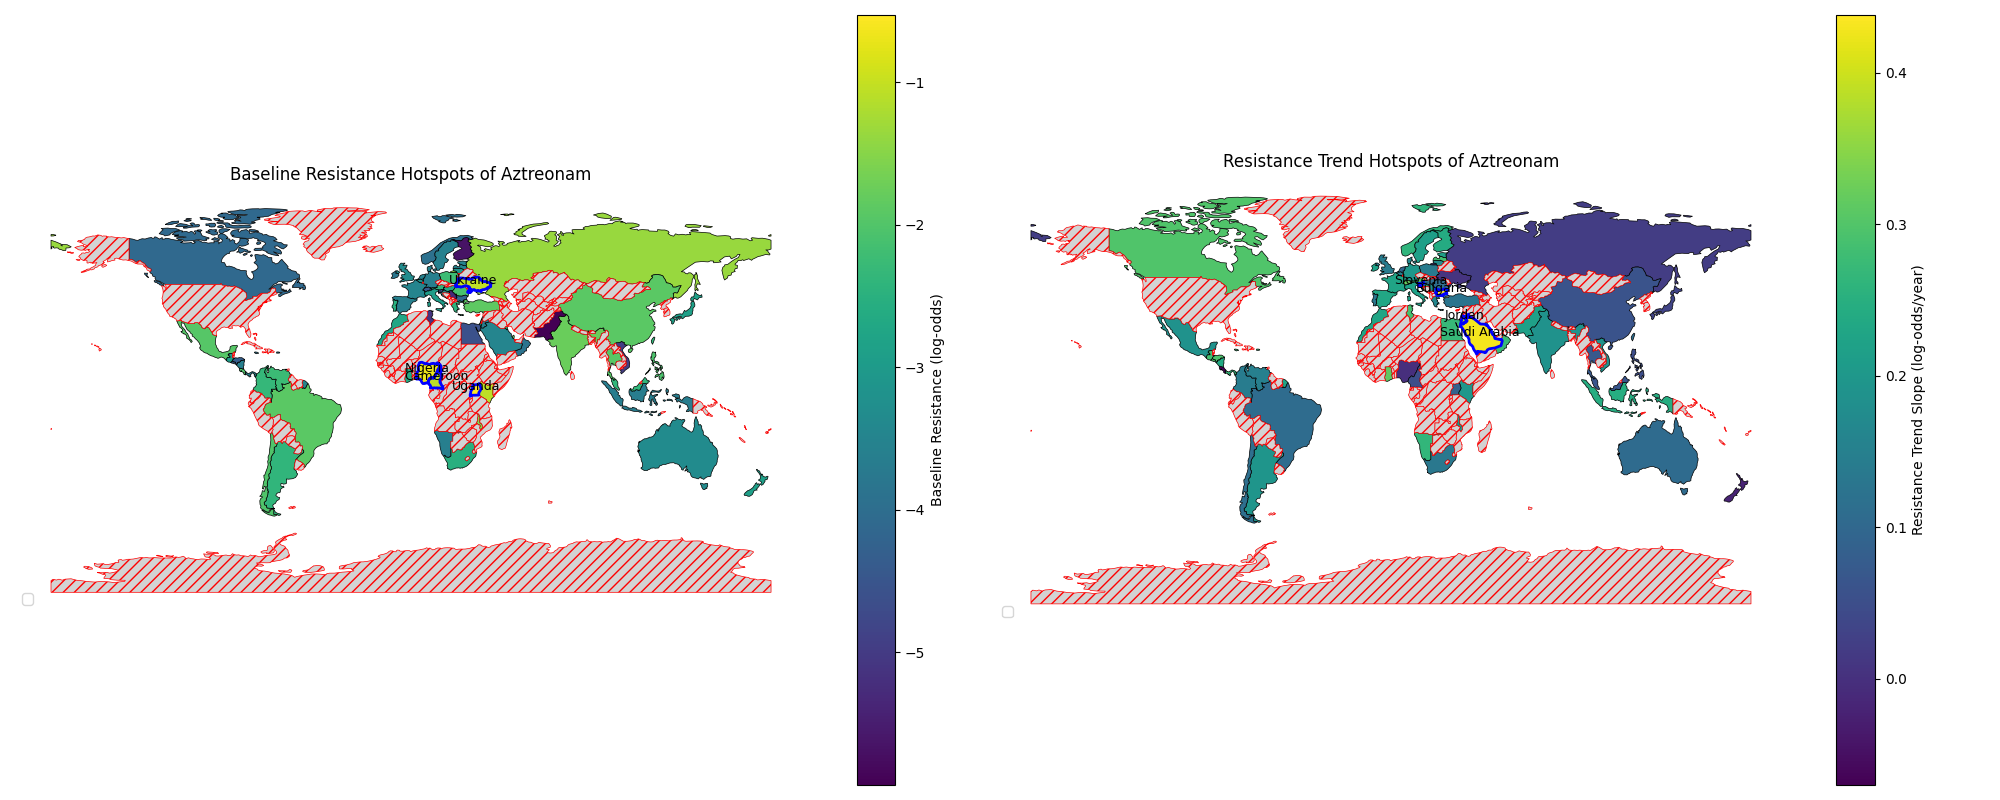 Baseline Resistance Hotspots of Aztreonam
Ukraine
Nigeria
Cameroon
Uganda
−1
−2
−3
−4
−5
Baseline Resistance (log-odds)
Resistance Trend Hotspots of Aztreonam
Slovenia
Bulgaria
Jordan
Saudi Arabia
0.4
0.3
0.2
0.1
0.0
Resistance Trend Slope (log-odds/year)